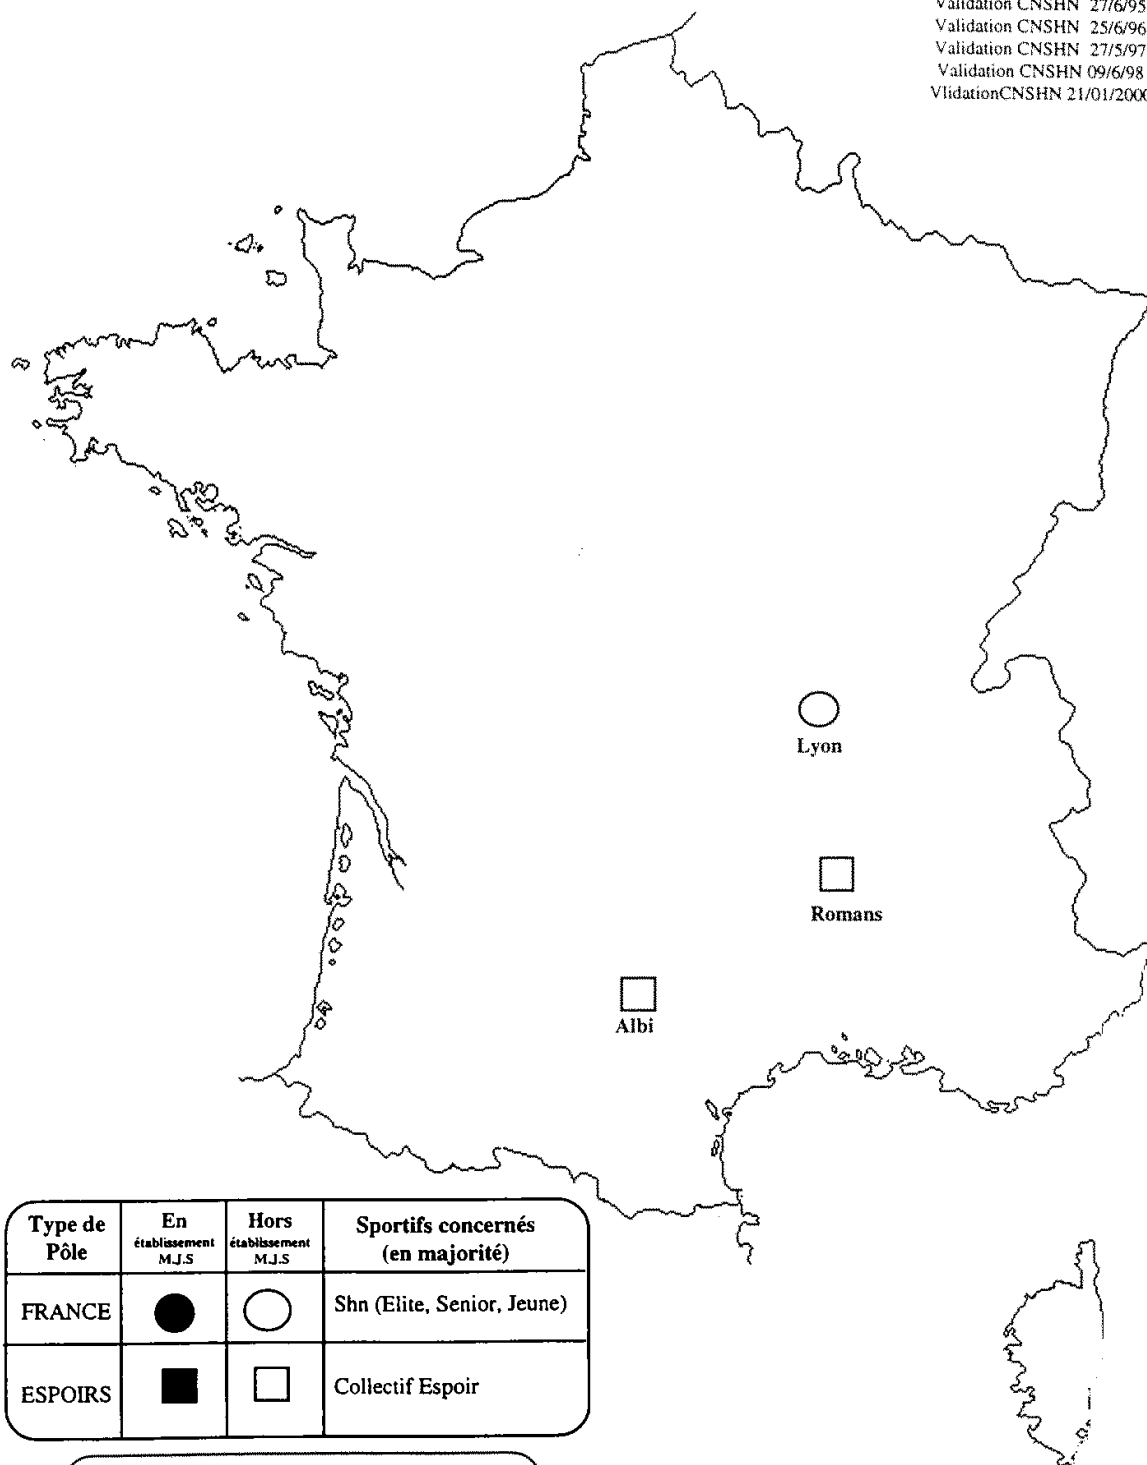 Validation CNSHN 27/6/95
Validation CNSHN 25/6/96
Validation CNSHN 27/5/97
Validation CNSHN 09/6/98
VlidationCNSHN 21/01/2000
Lyon
Romans
Albi
Type de Pôle
En établissement M.J.S
Hors établissement M.J.S
Sportifs concernés (en majorité)
FRANCE
Shn (Elite, Senior, Jeune)
ESPOIRS
Collectif Espoir